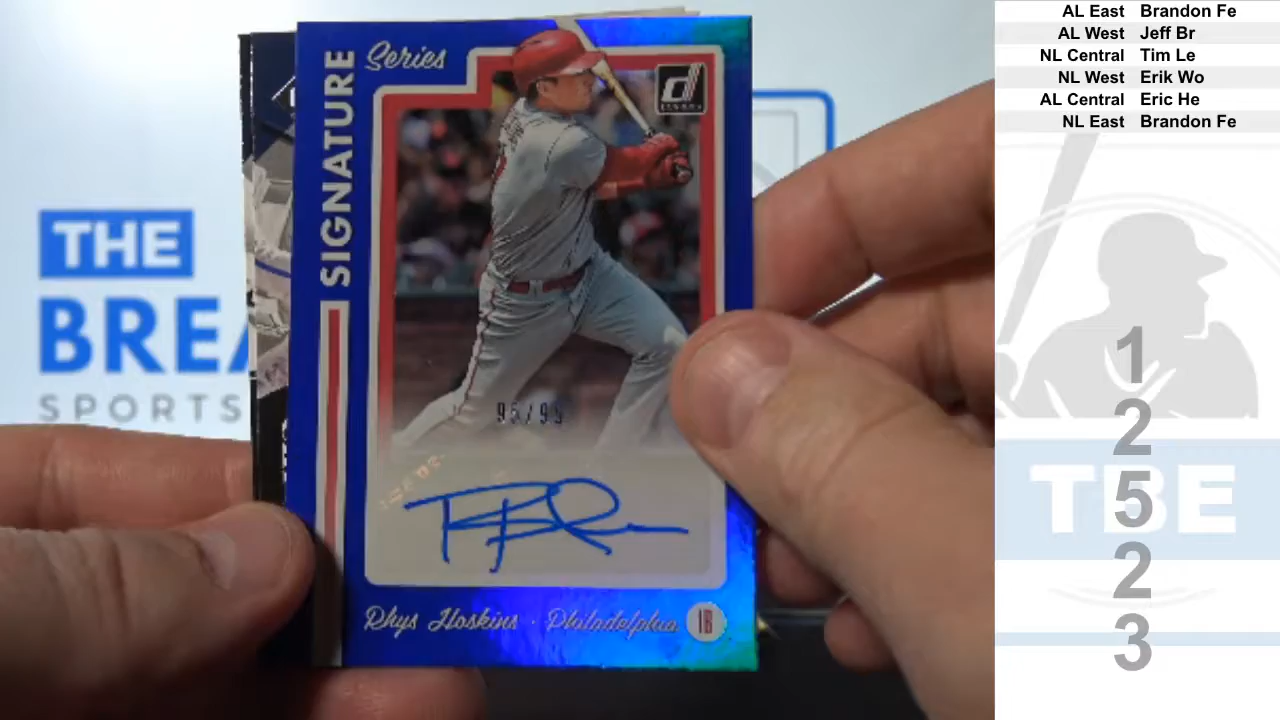 SIGNATURE
Series
Rhys Hoskins · Philadelphia 1B
THE
BREA
SPORTS
AL East Brandon Fe
AL West Jeff Br
NL Central Tim Le
NL West Erik Wo
AL Central Eric He
NL East Brandon Fe
1
2
5
2
3
TBE